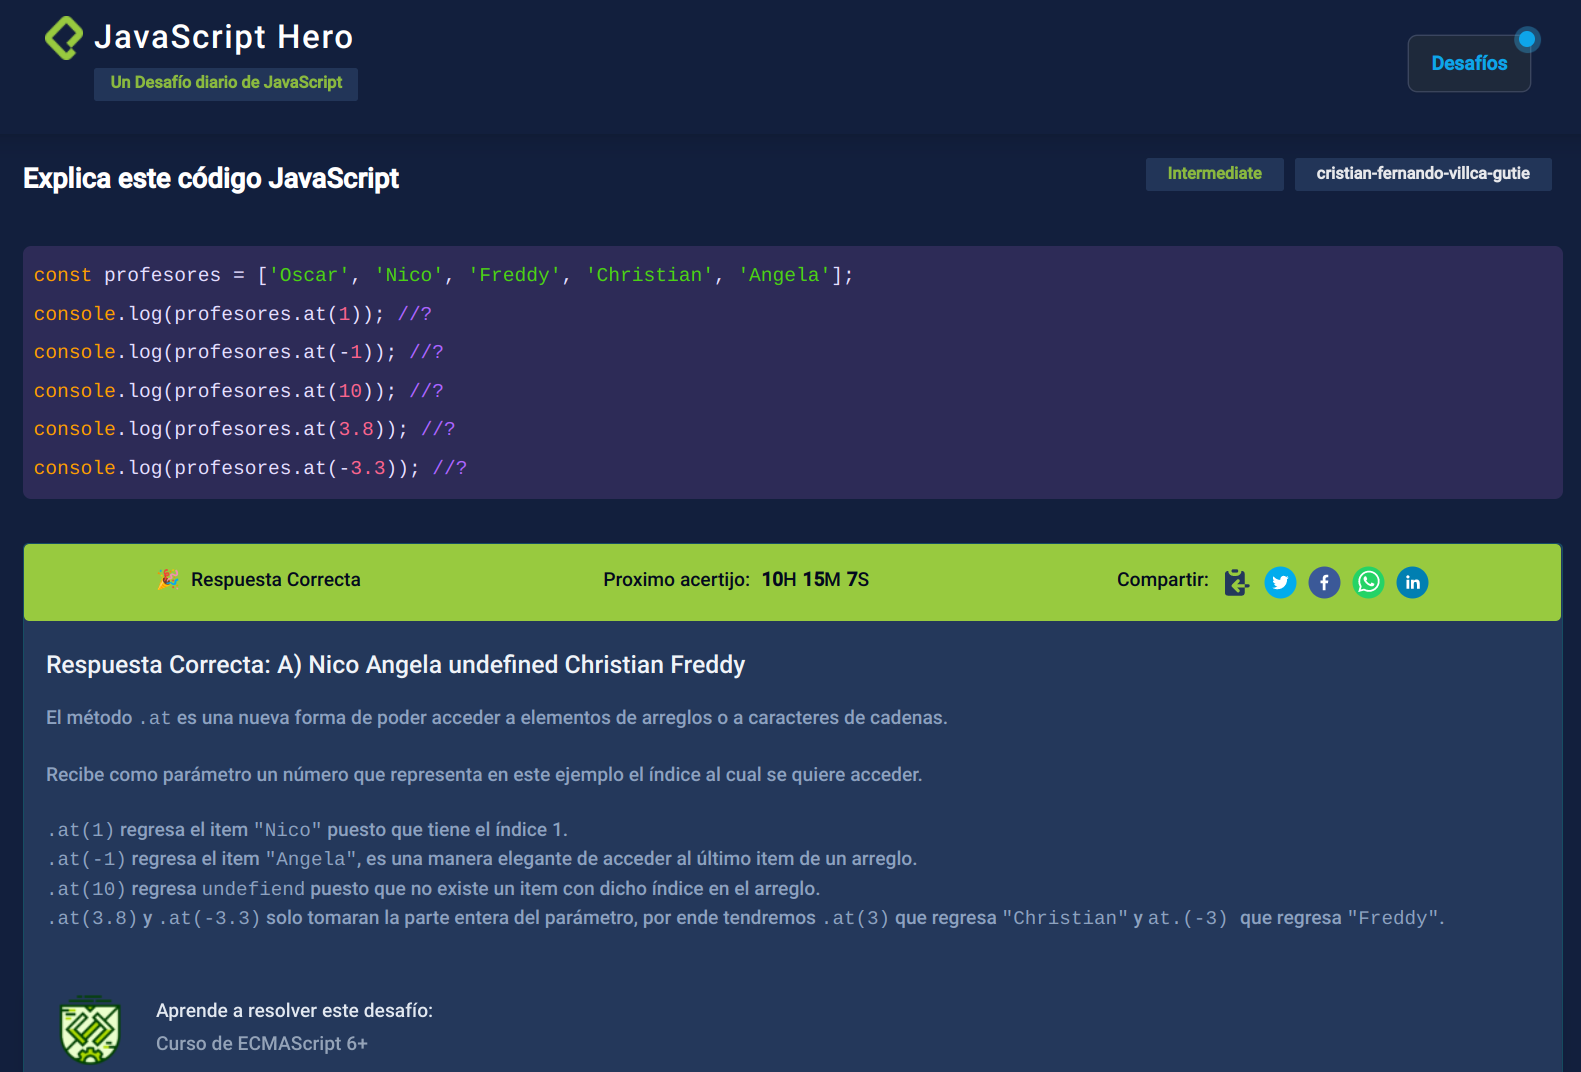 JavaScript Hero
Un Desafío diario de JavaScript
Desafíos
Explica este código JavaScript
Intermediate
cristian-fernando-villca-gutie
const profesores = ['Oscar', 'Nico', 'Freddy', 'Christian', 'Angela'];
console.log(profesores.at(1)); //?
console.log(profesores.at(-1)); //?
console.log(profesores.at(10)); //?
console.log(profesores.at(3.8)); //?
console.log(profesores.at(-3.3)); //?
🎉 Respuesta Correcta
Proximo acertijo: 10H 15M 7S
Compartir:
Respuesta Correcta: A) Nico Angela undefined Christian Freddy
El método .at es una nueva forma de poder acceder a elementos de arreglos o a caracteres de cadenas.
Recibe como parámetro un número que representa en este ejemplo el índice al cual se quiere acceder.
.at(1) regresa el item "Nico" puesto que tiene el índice 1.
.at(-1) regresa el item "Angela", es una manera elegante de acceder al último item de un arreglo.
.at(10) regresa undefiend puesto que no existe un item con dicho índice en el arreglo.
.at(3.8) y .at(-3.3) solo tomaran la parte entera del parámetro, por ende tendremos .at(3) que regresa "Christian" y at.(-3) que regresa "Freddy".
Aprende a resolver este desafío:
Curso de ECMAScript 6+